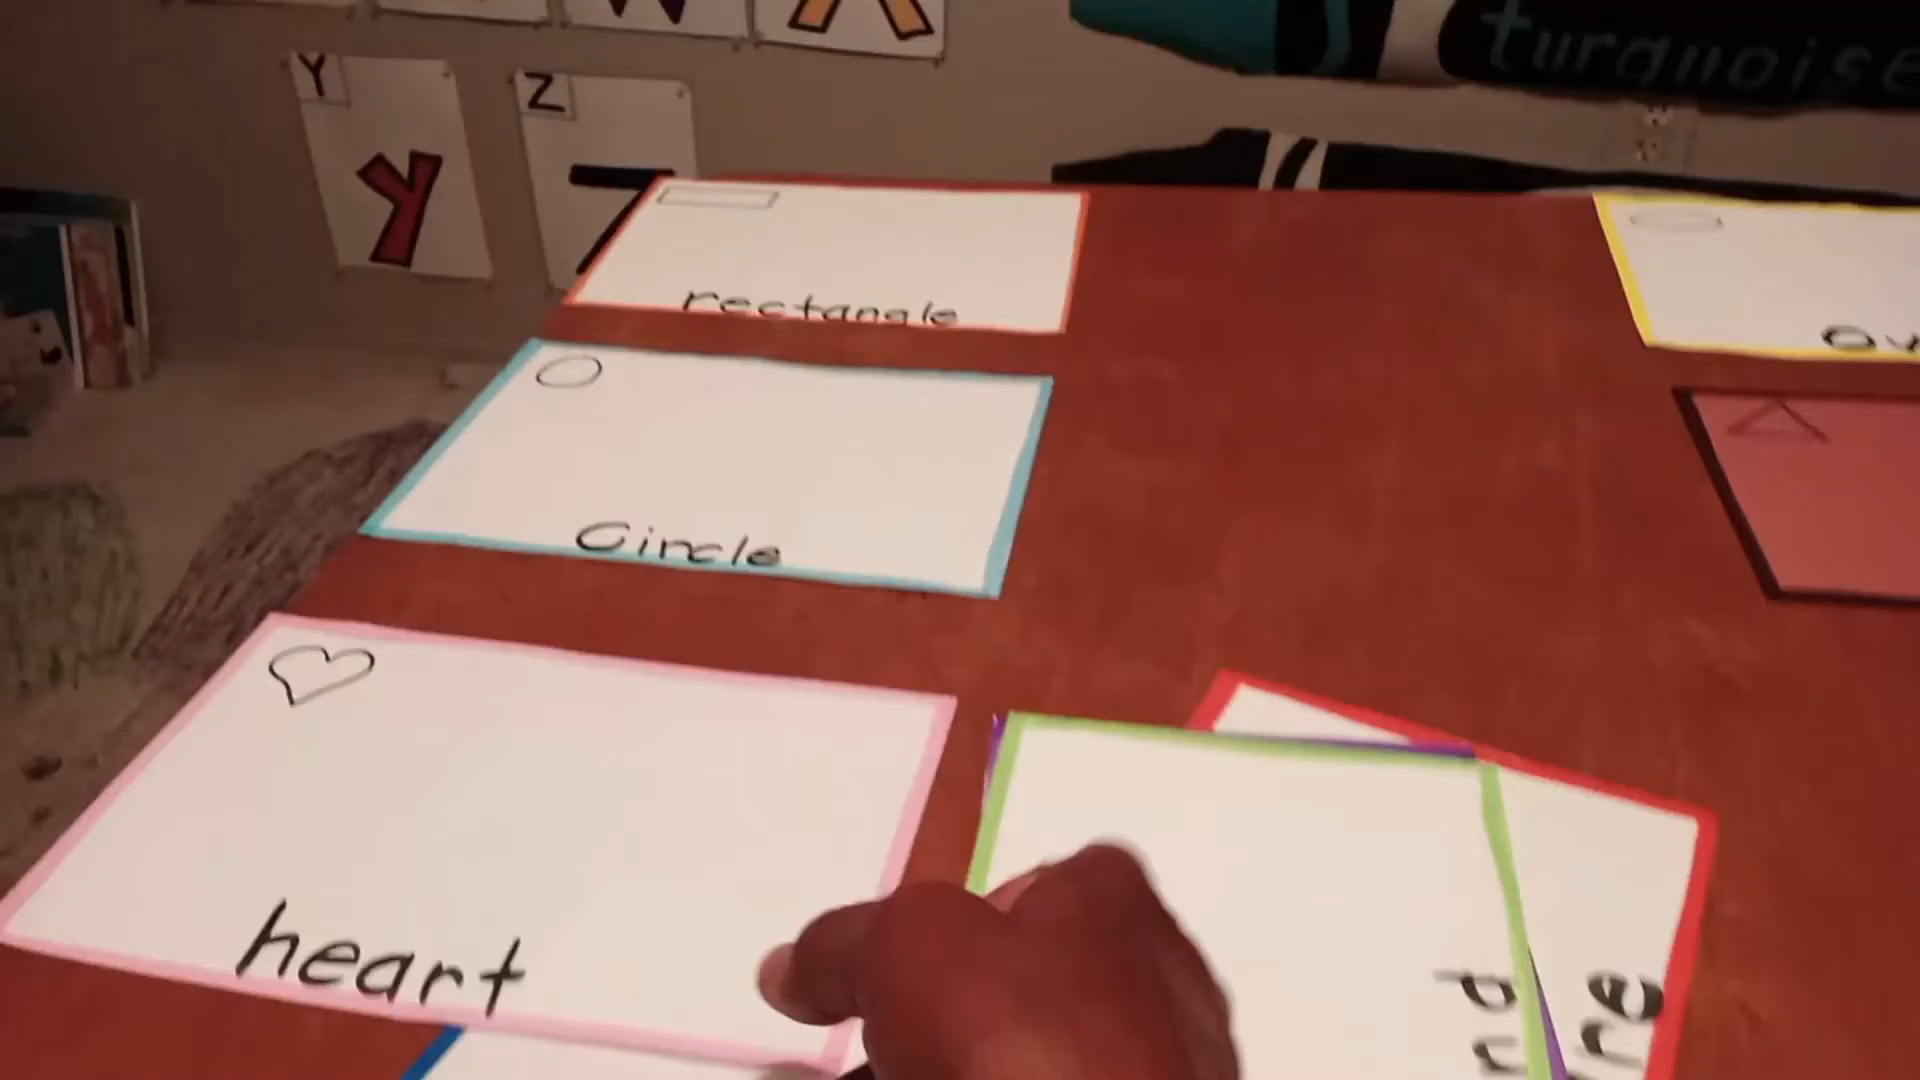 turquoise
Y
y
Z
rectangle
Circle
heart